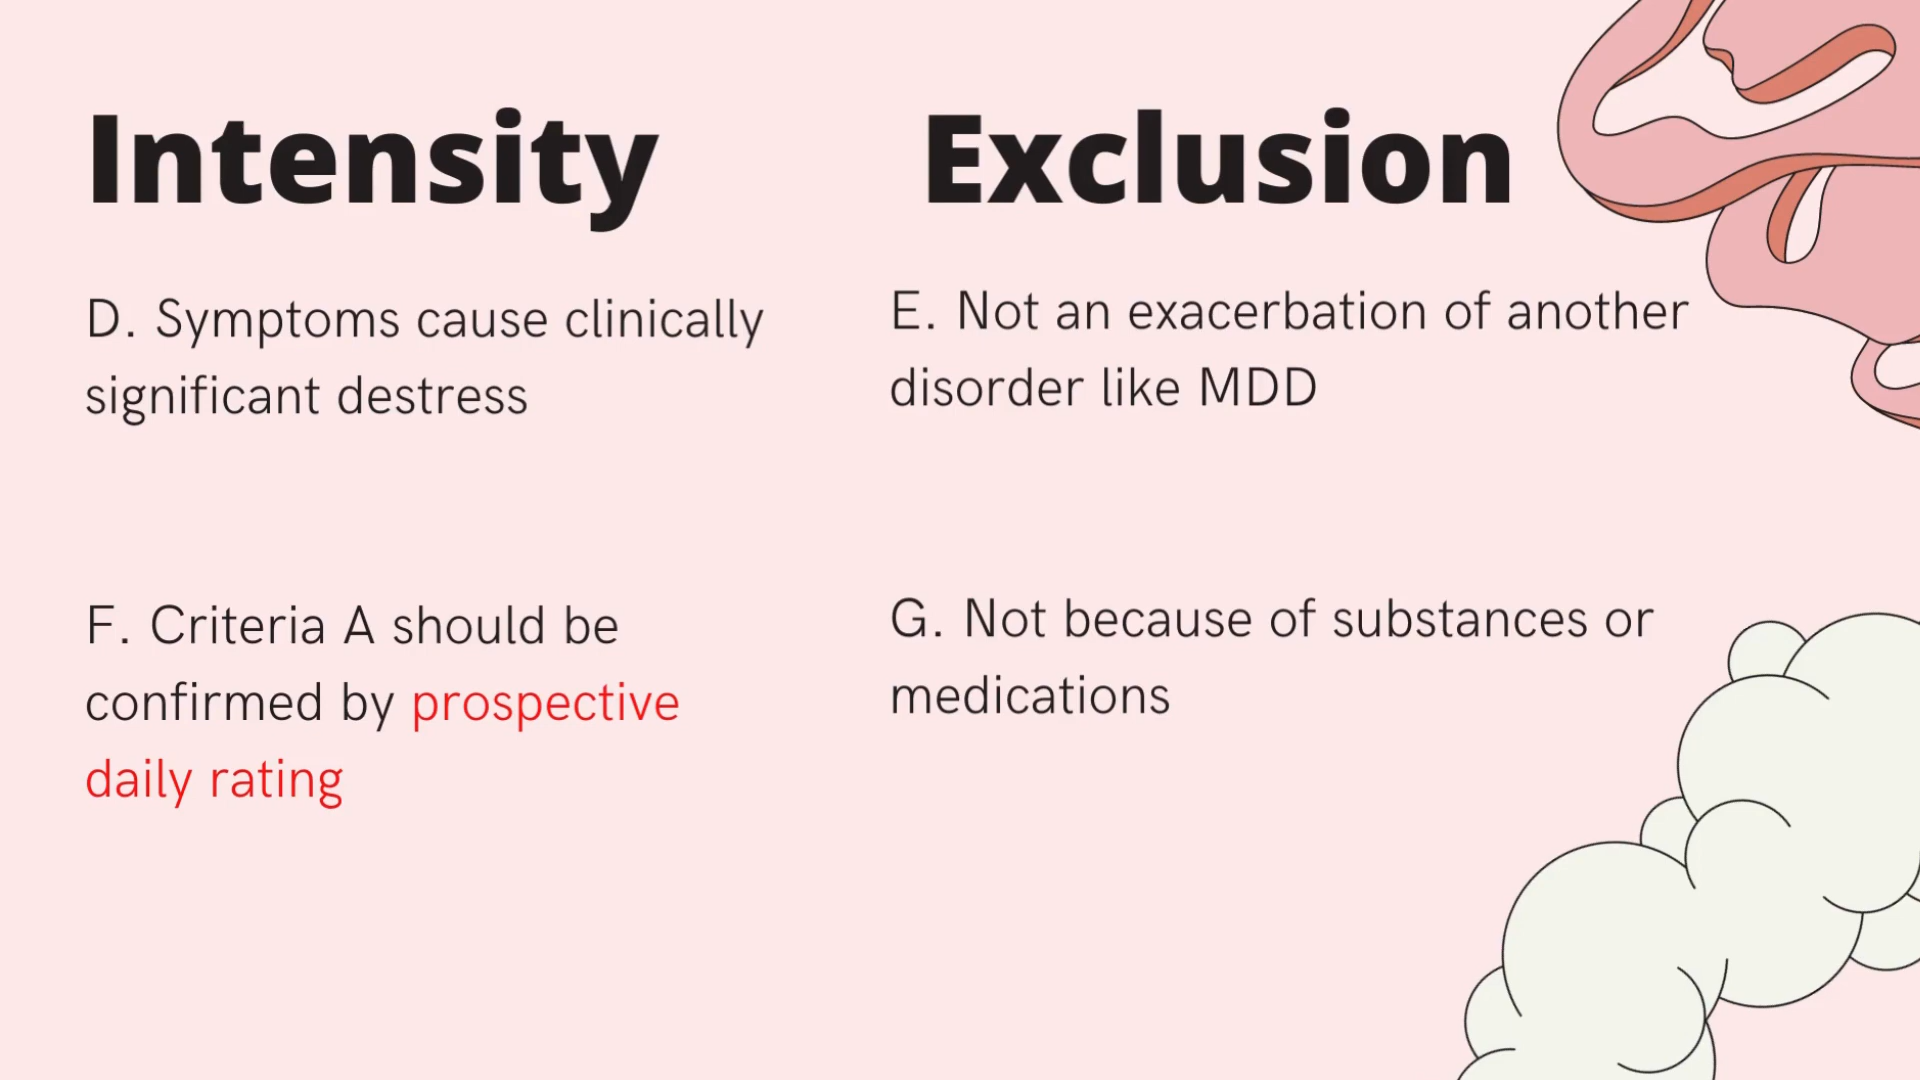 Intensity
D. Symptoms cause clinically
significant destress
F. Criteria A should be
confirmed by prospective
daily rating
Exclusion
E. Not an exacerbation of another
disorder like MDD
G. Not because of substances or
medications